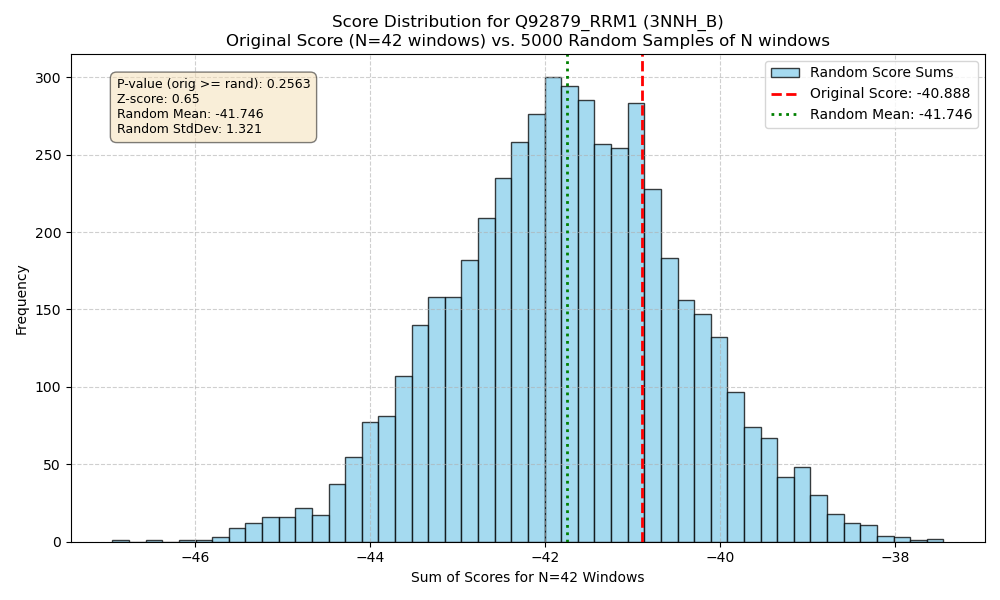 Score Distribution for Q92879_RRM1 (3NNH_B)
Original Score (N=42 windows) vs. 5000 Random Samples of N windows
P-value (orig >= rand): 0.2563
Z-score: 0.65
Random Mean: -41.746
Random StdDev: 1.321
Random Score Sums
Original Score: -40.888
Random Mean: -41.746
Frequency
300
250
200
150
100
50
0
−46
−44
−42
−40
−38
Sum of Scores for N=42 Windows